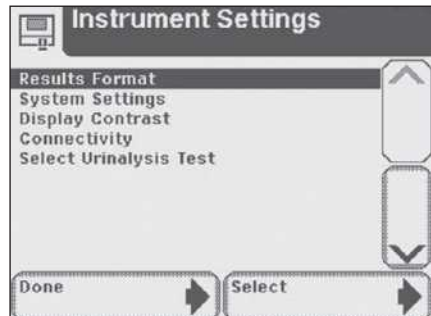 Instrument Settings
Results Format
System Settings
Display Contrast
Connectivity
Select Urinalysis Test
Done
Select